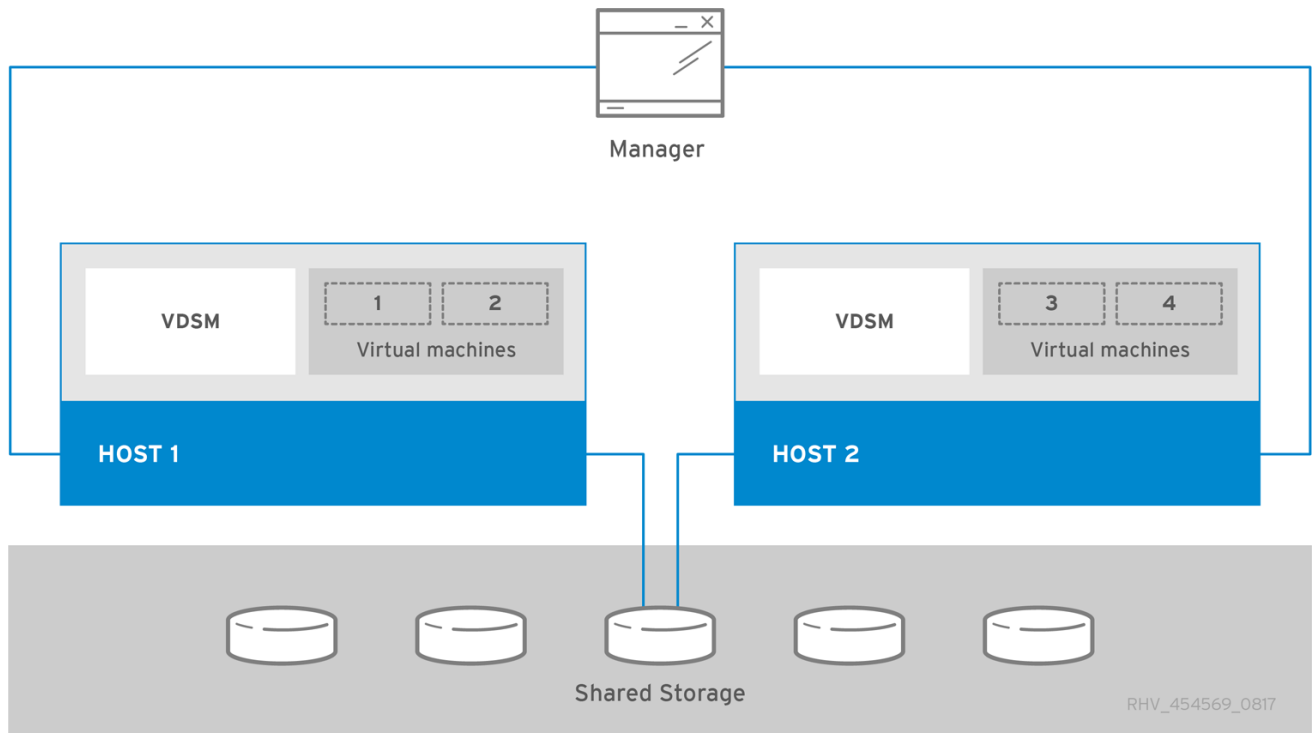 Manager
VDSM
1 2
Virtual machines
HOST 1
VDSM
3 4
Virtual machines
HOST 2
Shared Storage
RHV_454569_0817